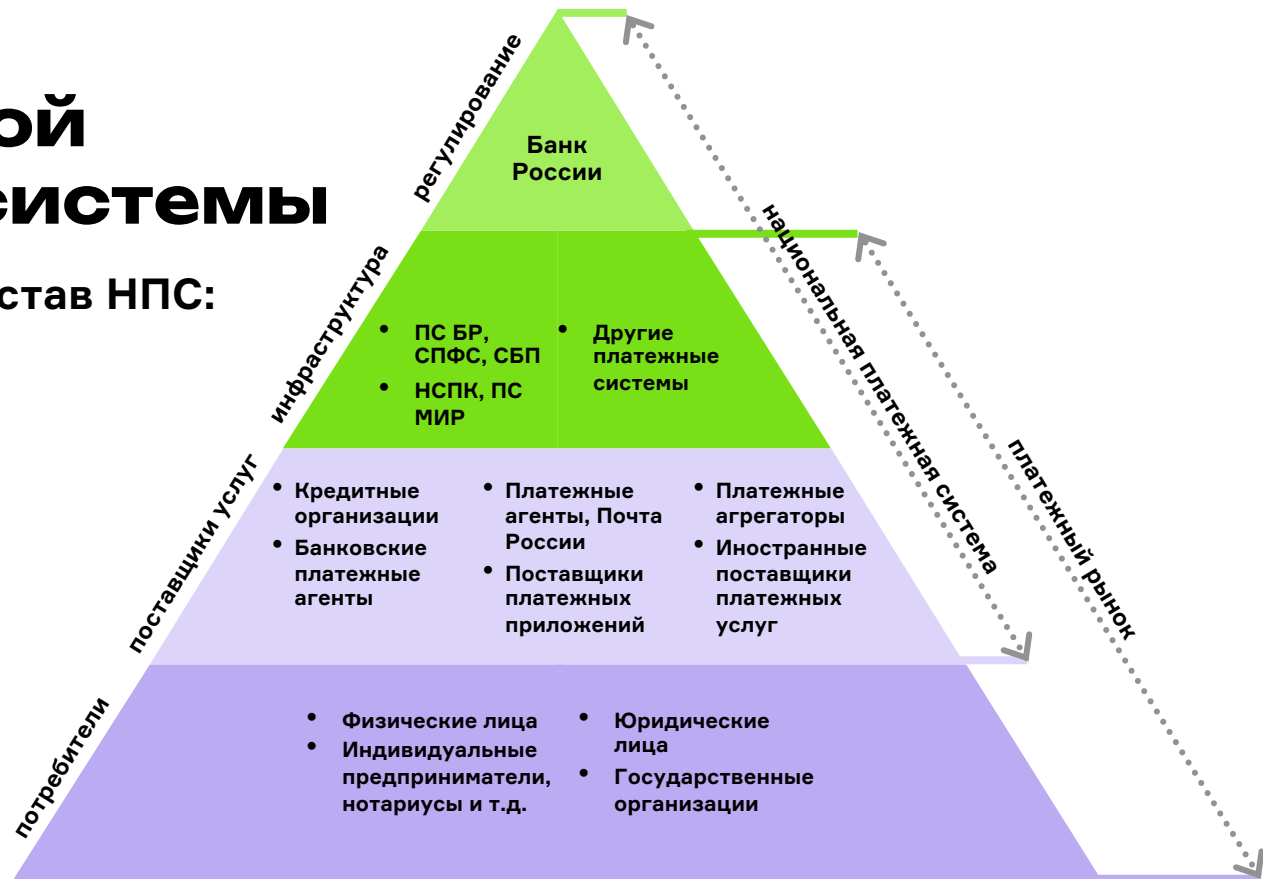 ой
системы
став НПС:
регулирование
Банк
России
инфраструктура
• ПС БР,
СПФС, СБП
• НСПК, ПС
МИР
• Другие
платежные
системы
поставщики услуг
• Кредитные
организации
• Банковские
платежные
агенты
• Платежные
агенты, Почта
России
• Поставщики
платежных
приложений
• Платежные
агрегаторы
• Иностранные
поставщики
платежных
услуг
потребители
• Физические лица
• Индивидуальные
предприниматели,
нотариусы и т.д.
• Юридические
лица
• Государственные
организации
национальная платежная система
платежный рынок